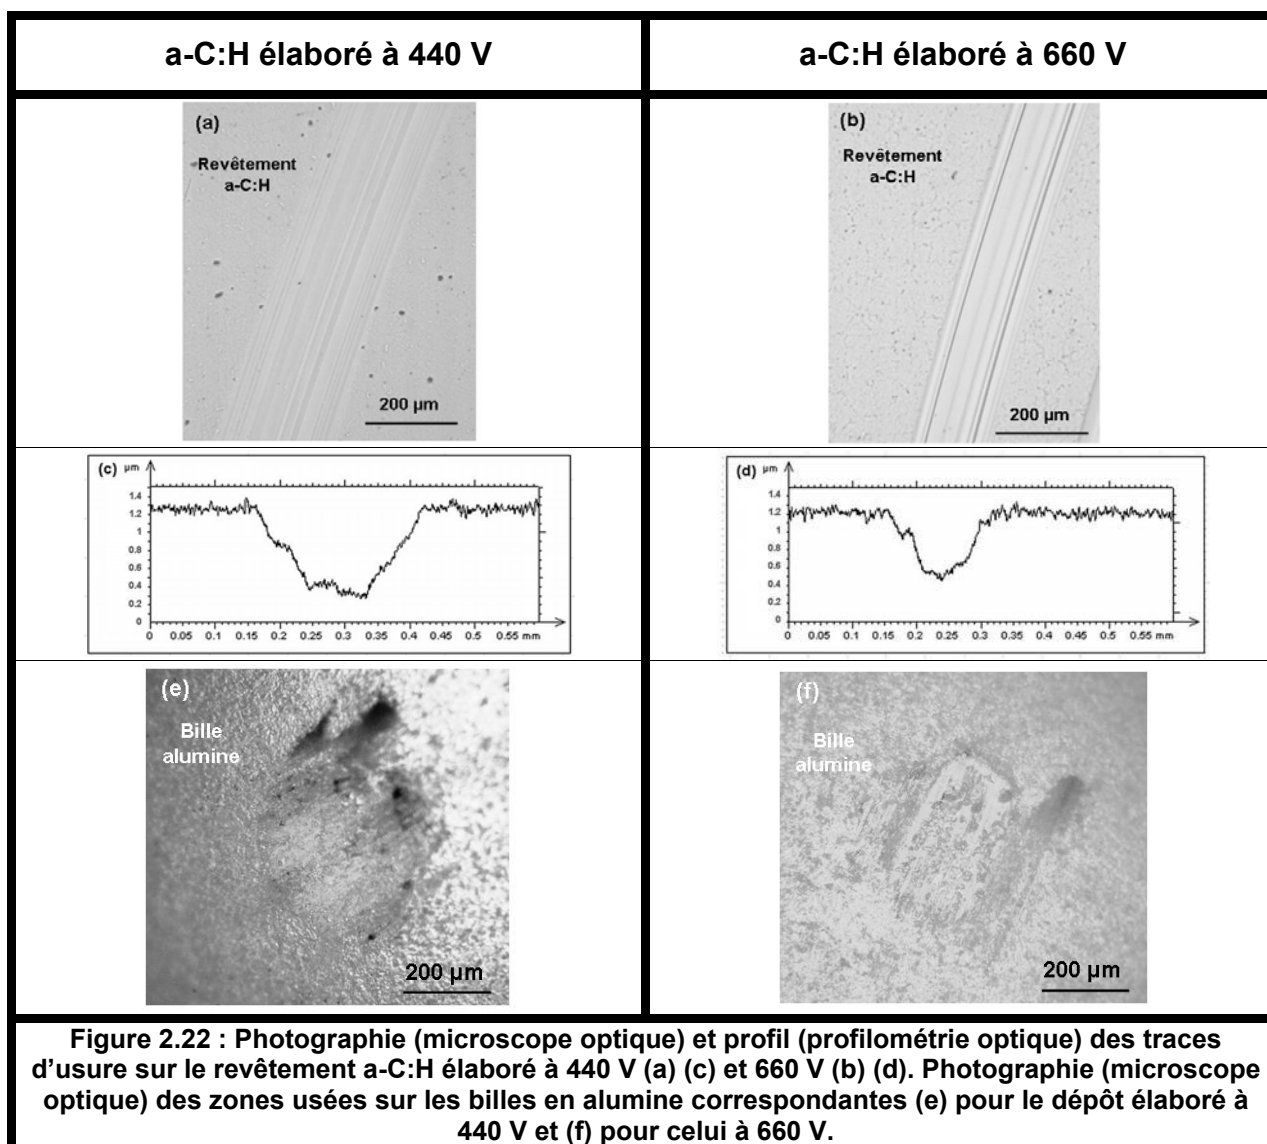 a-C:H élaboré à 440 V
a-C:H élaboré à 660 V
(a)
Revêtement
a-C:H
200 µm
(b)
Revêtement
a-C:H
200 µm
(c) µm
1.4
1.2
1
0.8
0.6
0.4
0.2
0
0 0.05 0.1 0.15 0.2 0.25 0.3 0.35 0.4 0.45 0.5 0.55 mm
(d) µm
1.4
1.2
1
0.8
0.6
0.4
0.2
0
0 0.05 0.1 0.15 0.2 0.25 0.3 0.35 0.4 0.45 0.5 0.55 mm
(e)
Bille
alumine
200 µm
(f)
Bille
alumine
200 µm
Figure 2.22 : Photographie (microscope optique) et profil (profilométrie optique) des traces
d’usure sur le revêtement a-C:H élaboré à 440 V (a) (c) et 660 V (b) (d). Photographie (microscope
optique) des zones usées sur les billes en alumine correspondantes (e) pour le dépôt élaboré à
440 V et (f) pour celui à 660 V.